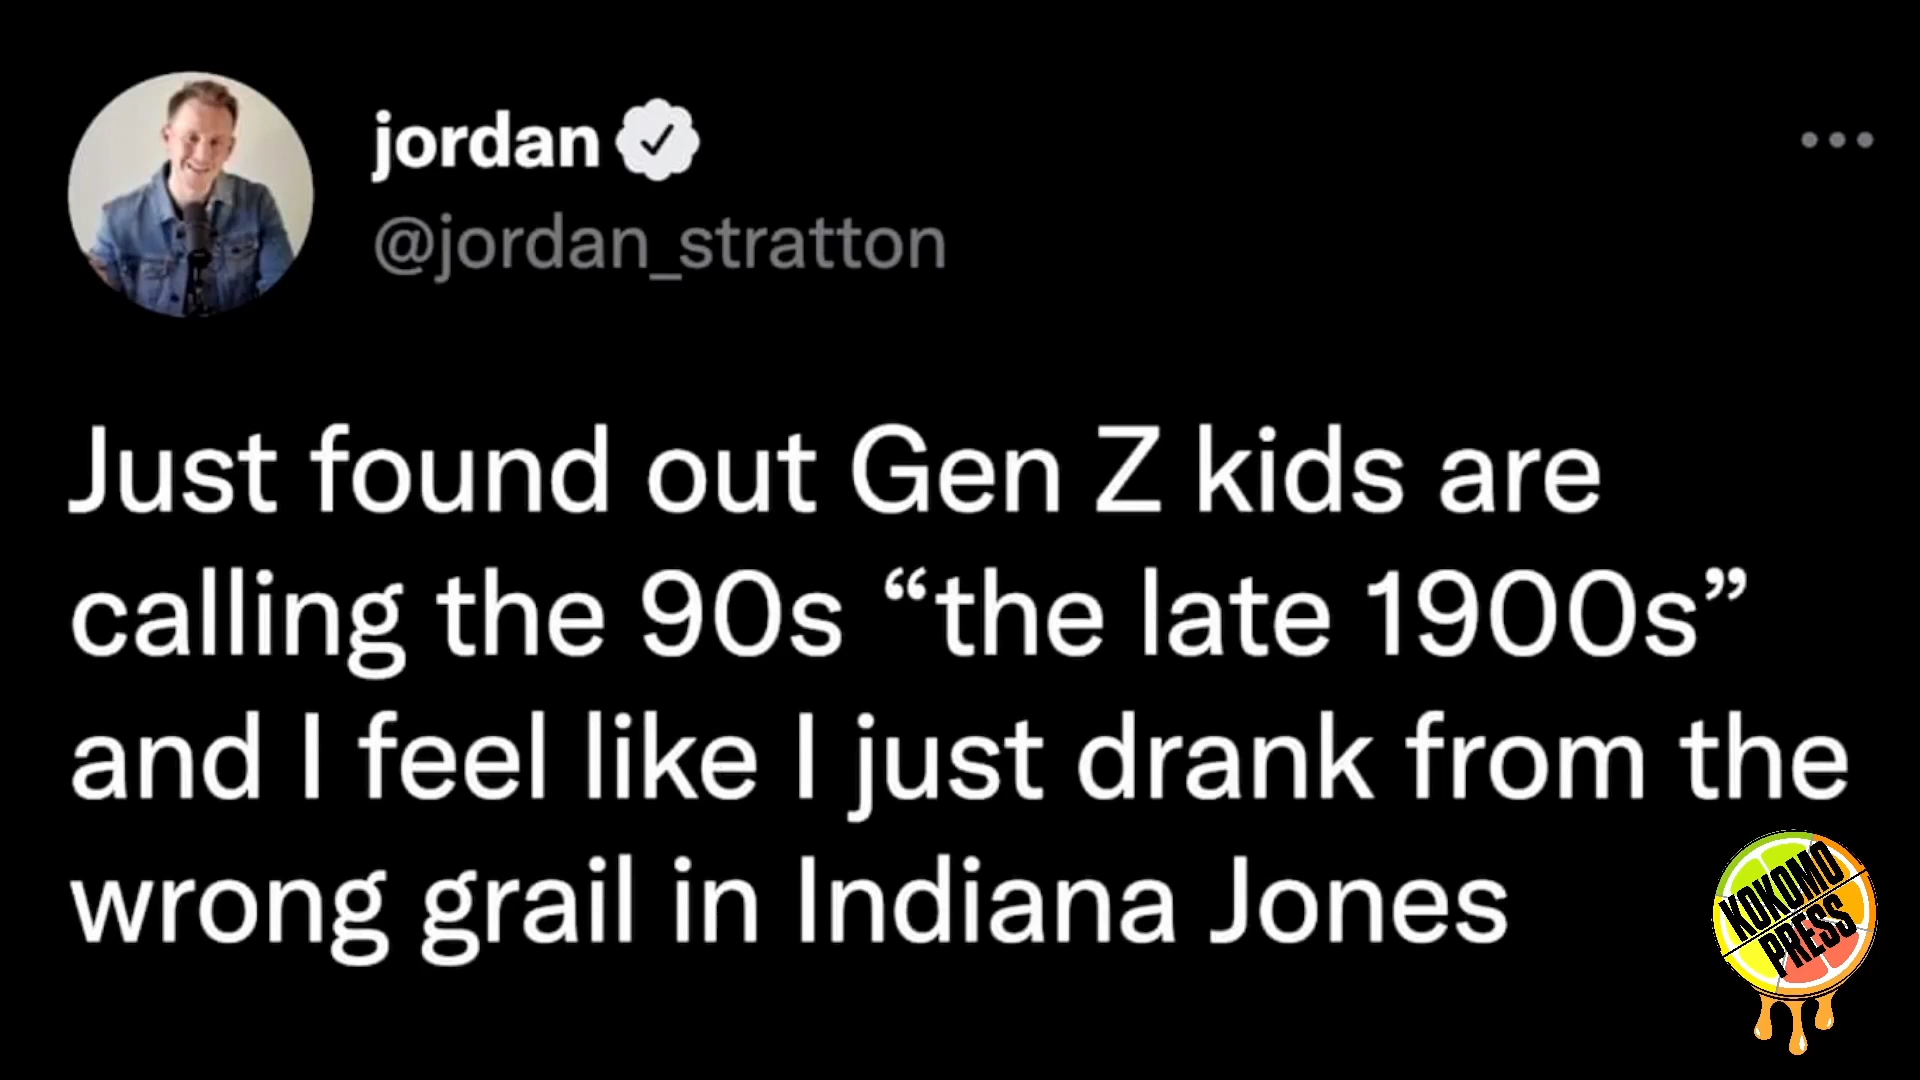 jordan
@jordan_stratton
Just found out Gen Z kids are
calling the 90s “the late 1900s”
and I feel like I just drank from the
wrong grail in Indiana Jones
KOKOMO
PRESS